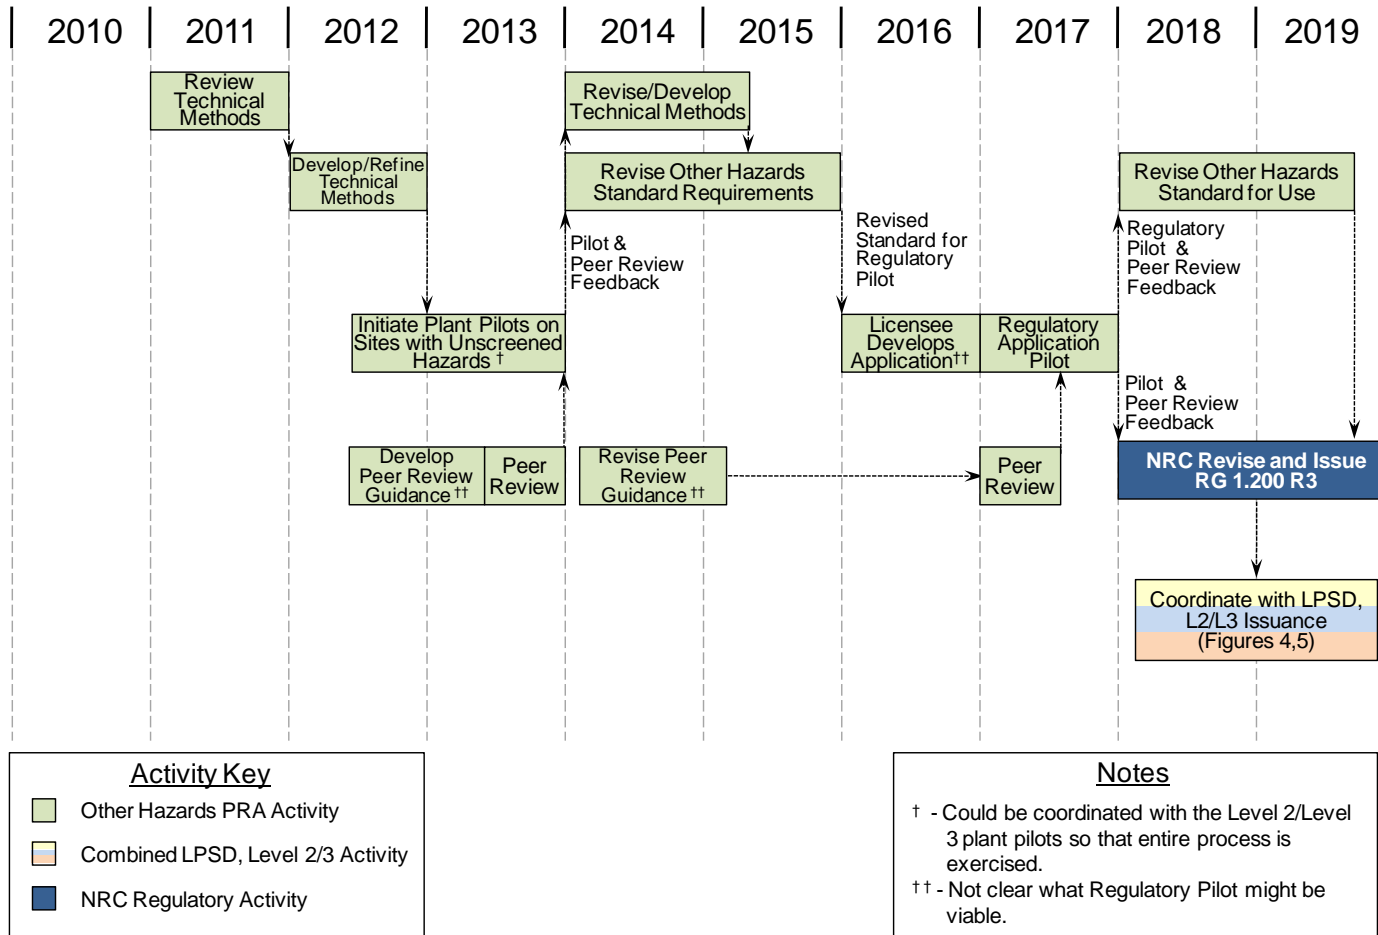 2010 2011 2012 2013 2014 2015 2016 2017 2018 2019
Review
Technical
Methods
Revise/Develop
Technical Methods
Develop/Refine
Technical
Methods
Revise Other Hazards
Standard Requirements
Revise Other Hazards
Standard for Use
Pilot &
Peer Review
Feedback
Revised
Standard for
Regulatory
Pilot
Regulatory
Pilot &
Peer Review
Feedback
Initiate Plant Pilots on
Sites with Unscreened
Hazards †
Licensee
Develops
Application††
Regulatory
Application
Pilot
Pilot &
Peer Review
Feedback
Develop
Peer Review
Guidance ††
Peer
Review
Revise Peer
Review
Guidance ††
Peer
Review
NRC Revise and Issue
RG 1.200 R3
Coordinate with LPSD,
L2/L3 Issuance
(Figures 4,5)
Activity Key
Other Hazards PRA Activity
Combined LPSD, Level 2/3 Activity
NRC Regulatory Activity
Notes
† - Could be coordinated with the Level 2/Level
3 plant pilots so that entire process is
exercised.
†† - Not clear what Regulatory Pilot might be
viable.